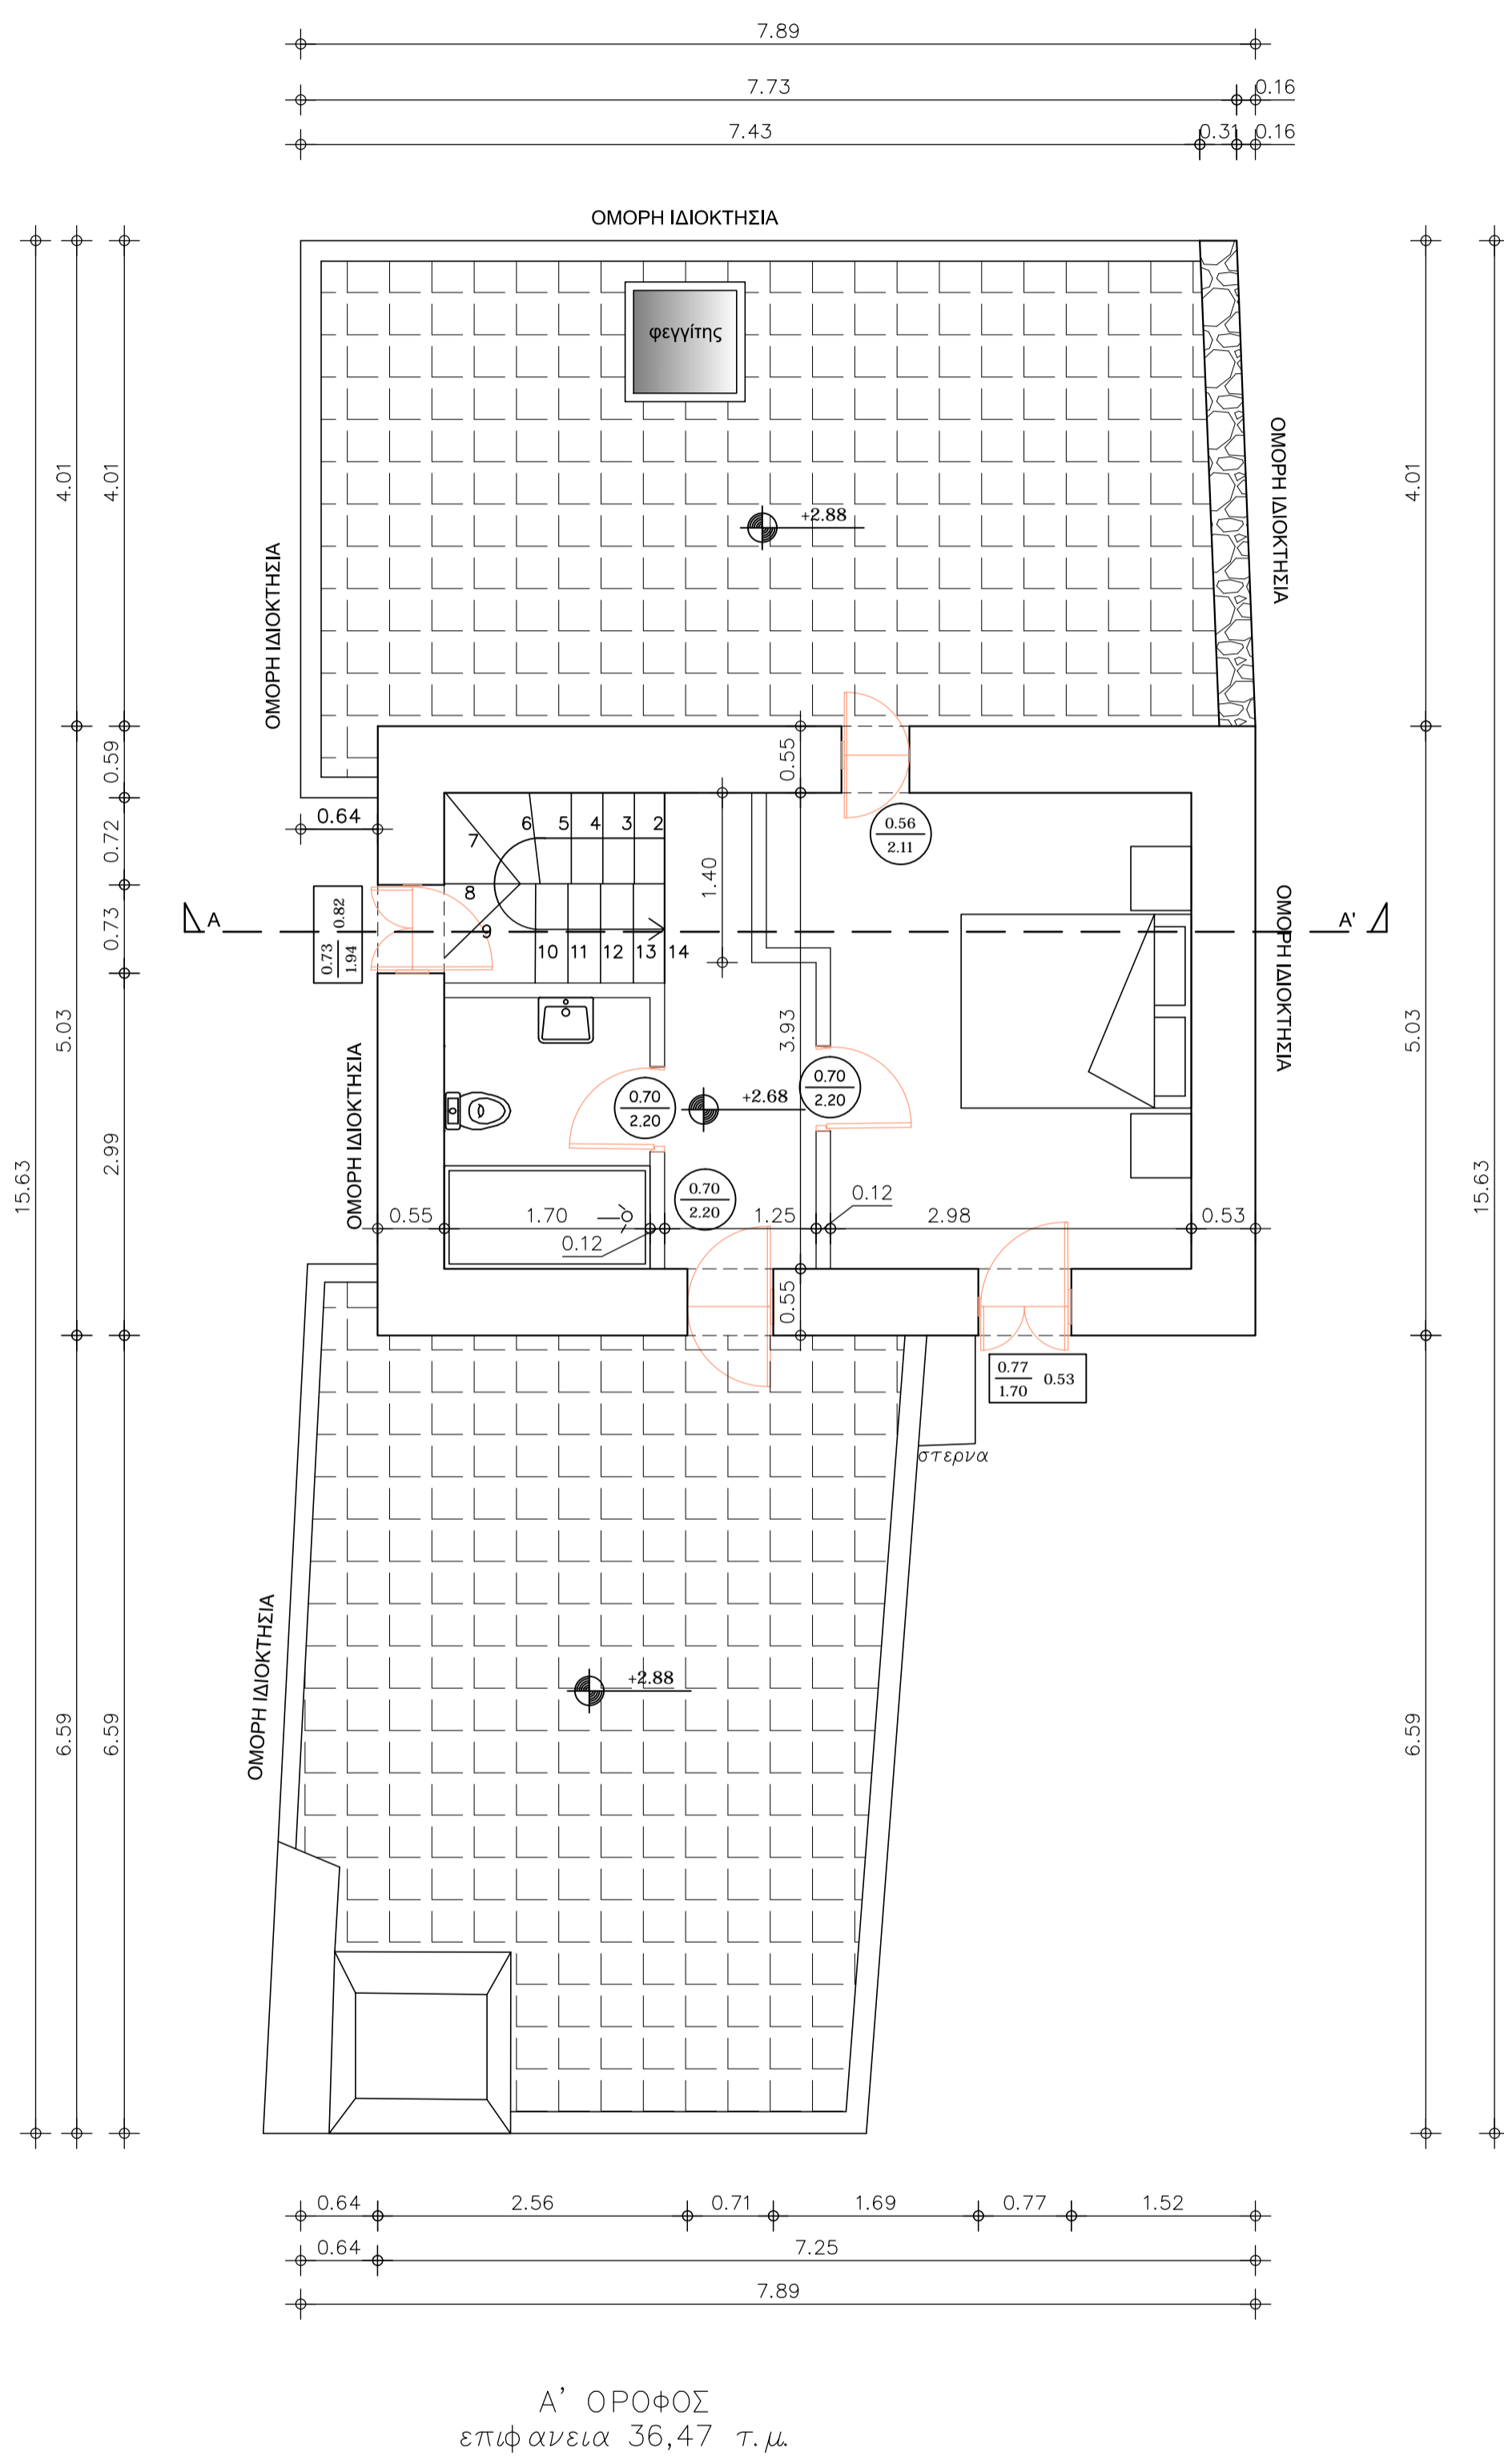 7.89
7.73 0.16
7.43 0.31 0.16
ΟΜΟΡΗ ΙΔΙΟΚΤΗΣΙΑ
φεγγίτης
4.01
4.01
4.01
ΟΜΟΡΗ ΙΔΙΟΚΤΗΣΙΑ
+2.88
ΟΜΟΡΗ ΙΔΙΟΚΤΗΣΙΑ
0.59
0.55
0.64
0.72
7 6 5 4 3 2
0.56
2.11
1.40
8
0.73
1.94
0.82
0.73
A
A'
9
10 11 12 13 14
ΟΜΟΡΗ ΙΔΙΟΚΤΗΣΙΑ
5.03
3.93
5.03
ΟΜΟΡΗ ΙΔΙΟΚΤΗΣΙΑ
0.70
2.20
+2.68
0.70
2.20
15.63
2.99
15.63
0.70
2.20
0.12
0.55 1.70 1.25 2.98 0.53
0.12
0.55
0.77
1.70
0.53
στερνα
ΟΜΟΡΗ ΙΔΙΟΚΤΗΣΙΑ
+2.88
6.59
6.59
6.59
0.64 2.56 0.71 1.69 0.77 1.52
0.64 7.25
7.89
Α' ΟΡΟΦΟΣ
επιφανεια 36,47 τ.μ.